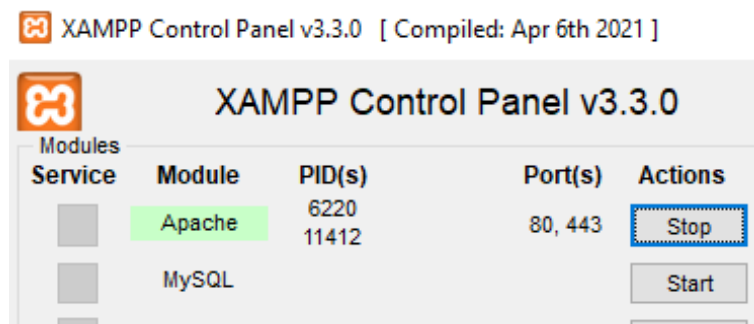 XAMPP Control Panel v3.3.0 [ Compiled: Apr 6th 2021 ]
XAMPP Control Panel v3.3.0
Modules
Service Module PID(s) Port(s) Actions
Apache 6220 11412 80, 443 Stop
MySQL Start